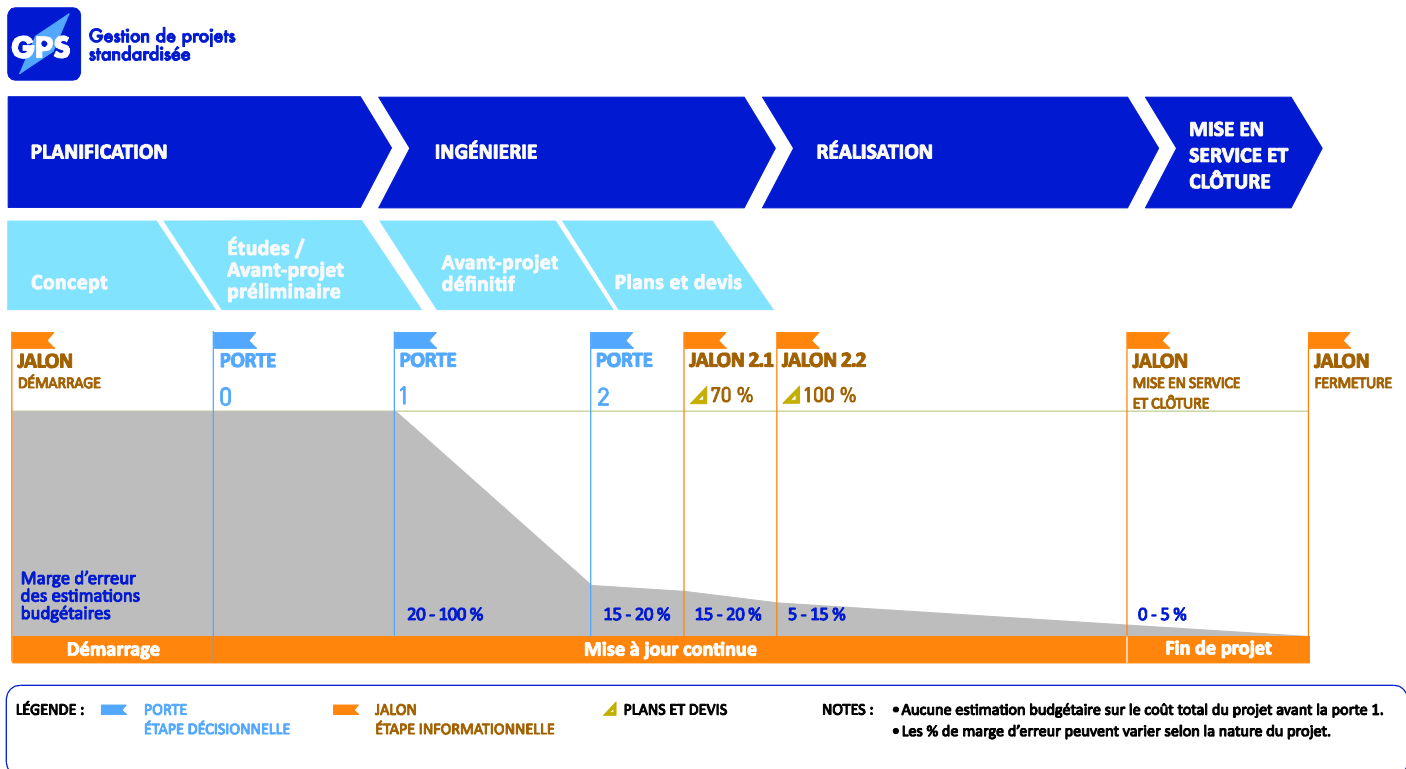 GPS
Gestion de projets
standardisée
PLANIFICATION
INGÉNIERIE
RÉALISATION
MISE EN
SERVICE ET
CLÔTURE
Concept
Études /
Avant-projet
préliminaire
Avant-projet
définitif
Plans et devis
JALON
DÉMARRAGE
PORTE
0
PORTE
1
PORTE
2
JALON 2.1
70 %
JALON 2.2
100 %
JALON
MISE EN SERVICE
ET CLÔTURE
JALON
FERMETURE
Marge d'erreur
des estimations
budgétaires
20 - 100 %
15 - 20 %
15 - 20 %
5 - 15 %
0 - 5 %
Démarrage
Mise à jour continue
Fin de projet
LÉGENDE :
PORTE
ÉTAPE DÉCISIONNELLE
JALON
ÉTAPE INFORMATIONNELLE
PLANS ET DEVIS
NOTES :
• Aucune estimation budgétaire sur le coût total du projet avant la porte 1.
• Les % de marge d'erreur peuvent varier selon la nature du projet.